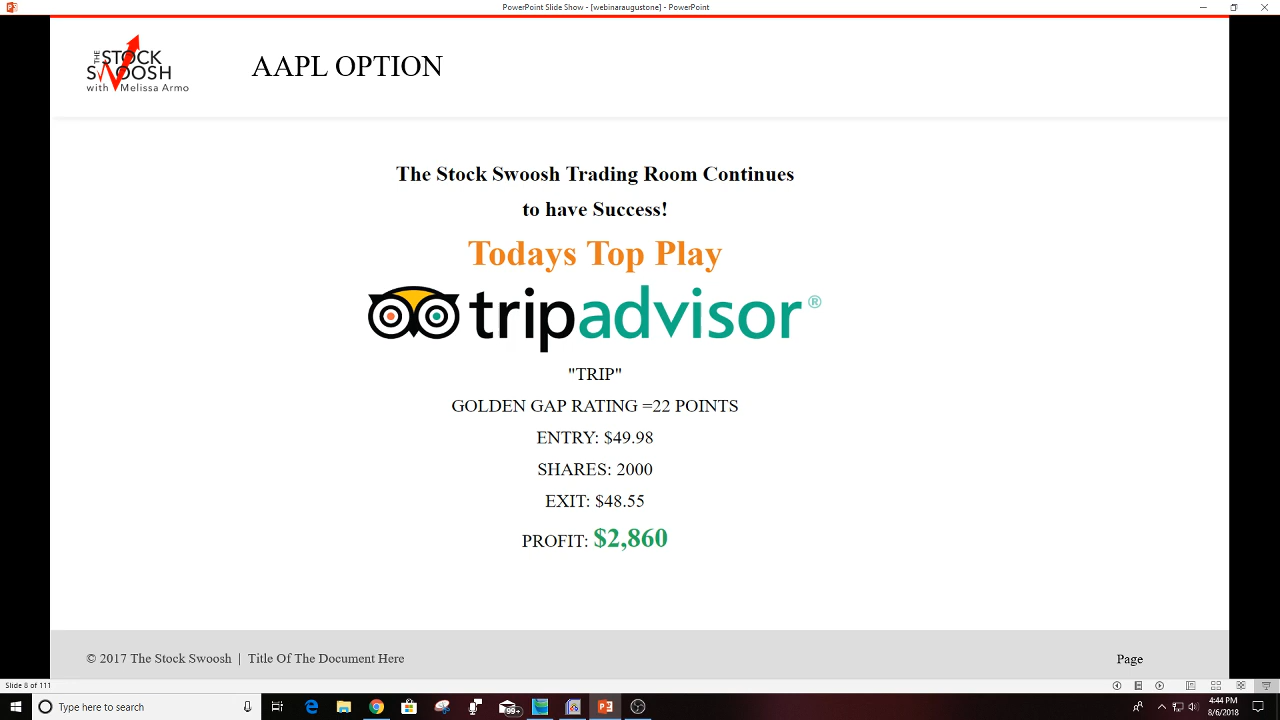 PowerPoint Slide Show - [webinaraugustone] - PowerPoint
THE
STOCK
SWOOSH
with Melissa Armo
AAPL OPTION
The Stock Swoosh Trading Room Continues
to have Success!
Todays Top Play
tripadvisor®
"TRIP"
GOLDEN GAP RATING =22 POINTS
ENTRY: $49.98
SHARES: 2000
EXIT: $48.55
PROFIT: $2,860
© 2017 The Stock Swoosh | Title Of The Document Here
Page
Slide 8 of 111
Type here to search
99+
4:44 PM
8/6/2018